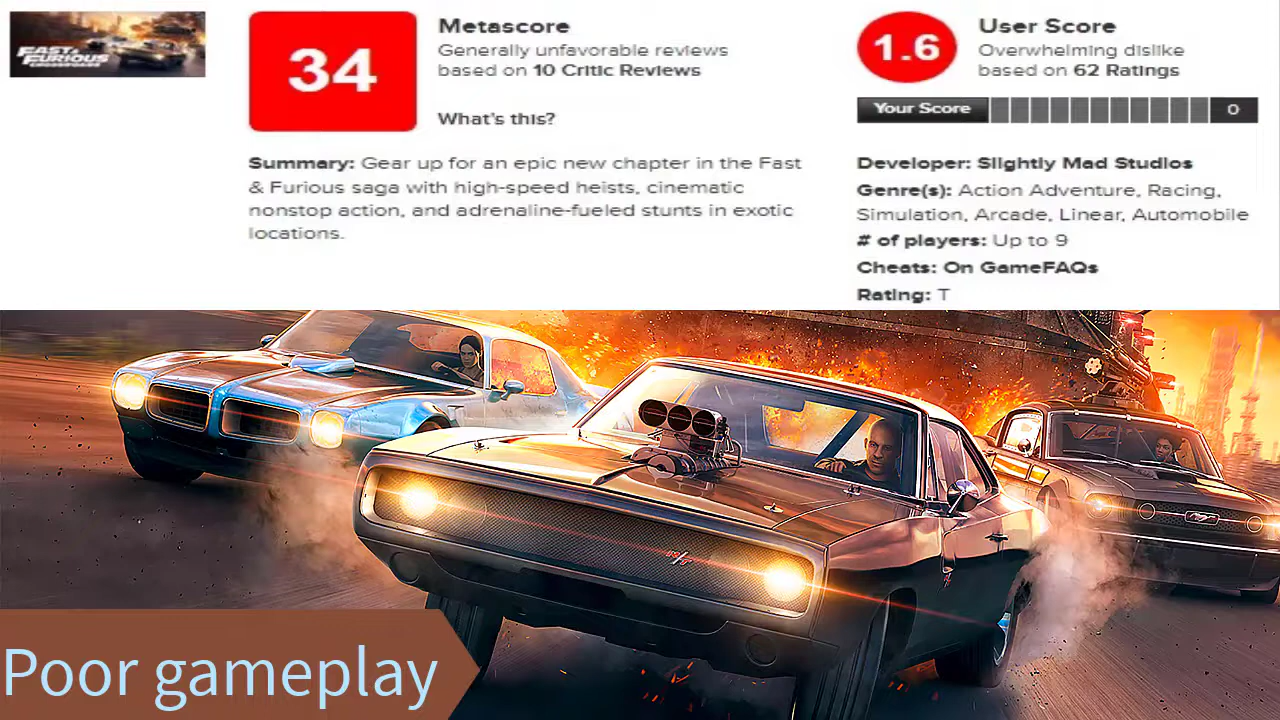 FAST & FURIOUS
CROSSROADS
34
Metascore
Generally unfavorable reviews
based on 10 Critic Reviews
What's this?
Summary: Gear up for an epic new chapter in the Fast
& Furious saga with high-speed heists, cinematic
nonstop action, and adrenaline-fueled stunts in exotic
locations.
1.6
User Score
Overwhelming dislike
based on 62 Ratings
Your Score
0
Developer: Slightly Mad Studios
Genre(s): Action Adventure, Racing,
Simulation, Arcade, Linear, Automobile
# of players: Up to 9
Cheats: On GameFAQs
Rating: T
R/T
Poor gameplay